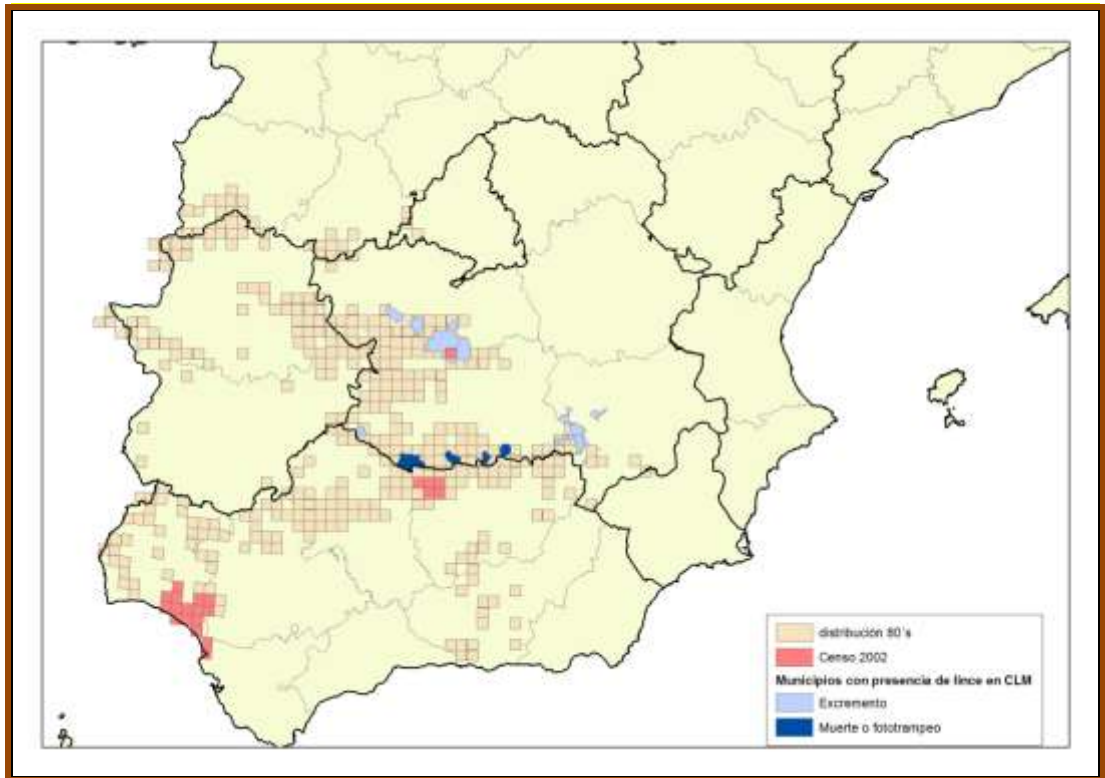 distribución 80´s
Censo 2002
Municipios con presencia de lince en CLM
Excremento
Muerte o fototrampeo